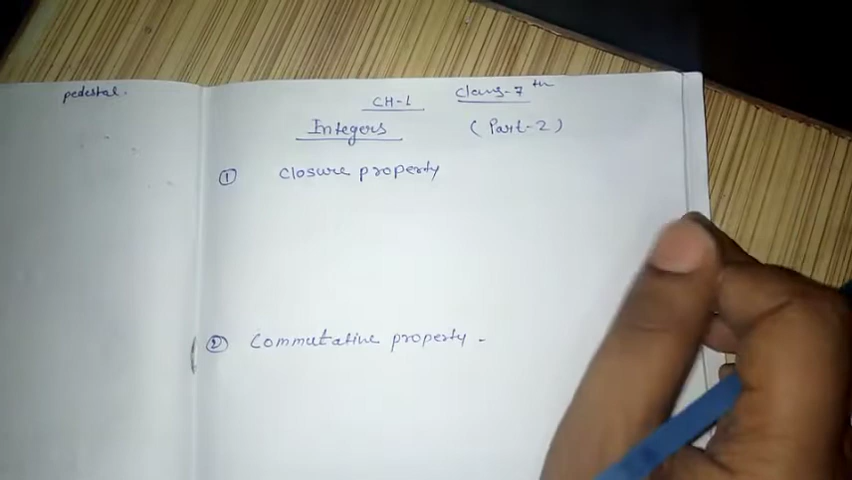 pedestal.
CH-1 Class-7th
Integers (Part-2)
① Closure property
② Commutative property -